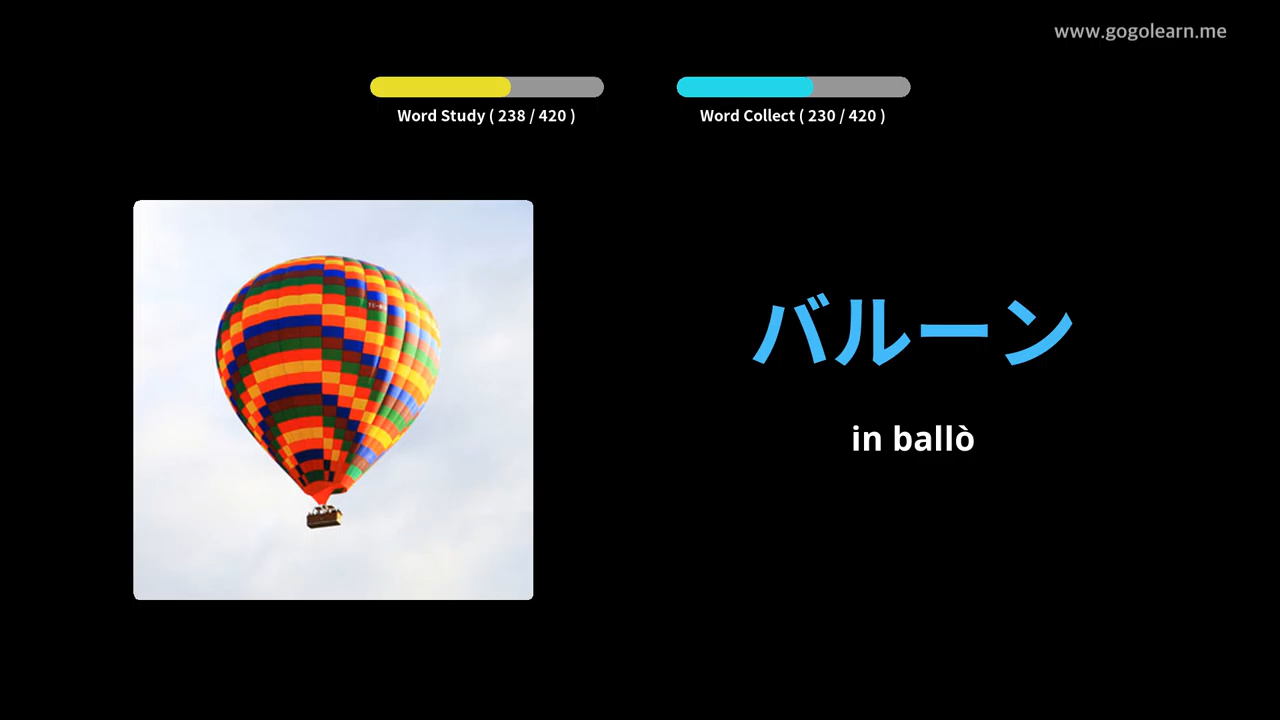 www.gogolearn.me
Word Study ( 238 / 420 )
Word Collect ( 230 / 420 )
バルーン
in ballò